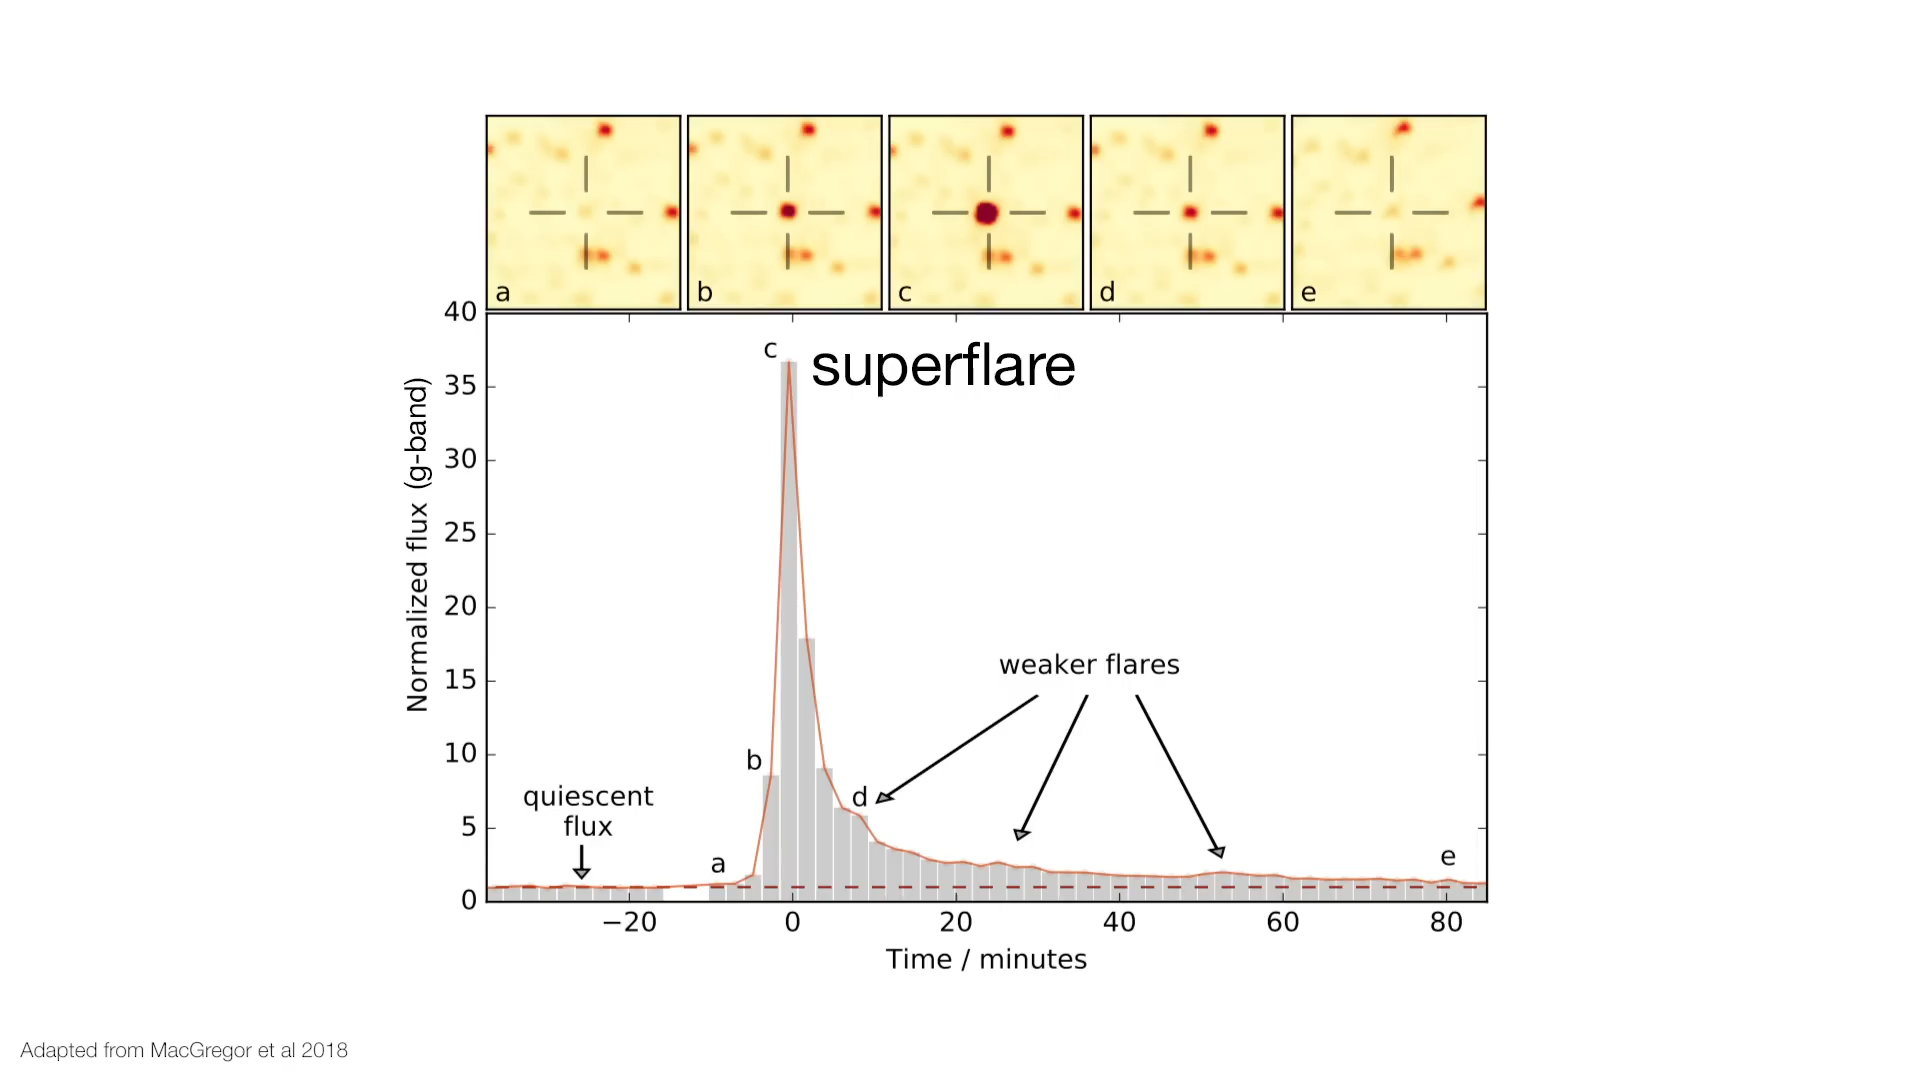 a
b
c
d
e
40
35
30
25
20
15
10
5
0
Normalized flux (g-band)
c
superflare
weaker flares
b
d
quiescent
flux
a
e
−20
0
20
40
60
80
Time / minutes
Adapted from MacGregor et al 2018